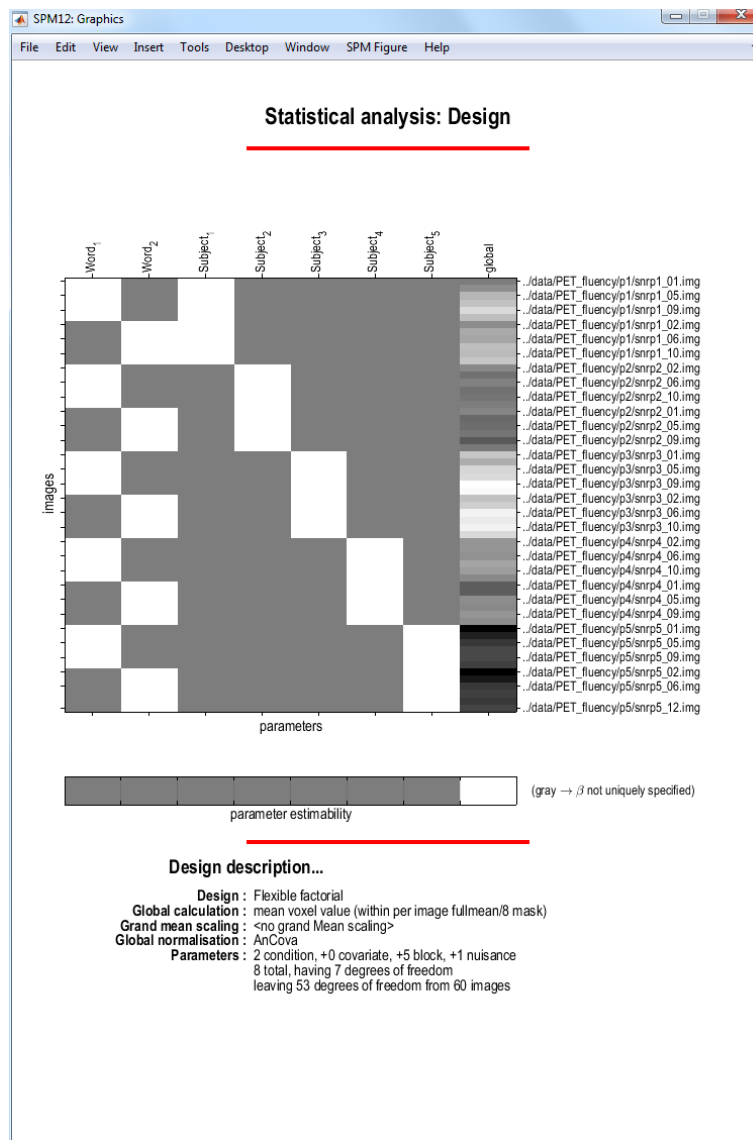 SPM12: Graphics
File Edit View Insert Tools Desktop Window SPM Figure Help
Statistical analysis: Design
Word1 Word2 Subject1 Subject2 Subject3 Subject4 Subject5 global
images
../data/PET_fluency/p1/snrp1_01.img
../data/PET_fluency/p1/snrp1_05.img
../data/PET_fluency/p1/snrp1_09.img
../data/PET_fluency/p1/snrp1_02.img
../data/PET_fluency/p1/snrp1_06.img
../data/PET_fluency/p1/snrp1_10.img
../data/PET_fluency/p2/snrp2_02.img
../data/PET_fluency/p2/snrp2_06.img
../data/PET_fluency/p2/snrp2_10.img
../data/PET_fluency/p2/snrp2_01.img
../data/PET_fluency/p2/snrp2_05.img
../data/PET_fluency/p2/snrp2_09.img
../data/PET_fluency/p3/snrp3_01.img
../data/PET_fluency/p3/snrp3_05.img
../data/PET_fluency/p3/snrp3_09.img
../data/PET_fluency/p3/snrp3_02.img
../data/PET_fluency/p3/snrp3_06.img
../data/PET_fluency/p3/snrp3_10.img
../data/PET_fluency/p4/snrp4_02.img
../data/PET_fluency/p4/snrp4_06.img
../data/PET_fluency/p4/snrp4_10.img
../data/PET_fluency/p4/snrp4_01.img
../data/PET_fluency/p4/snrp4_05.img
../data/PET_fluency/p4/snrp4_09.img
../data/PET_fluency/p5/snrp5_01.img
../data/PET_fluency/p5/snrp5_05.img
../data/PET_fluency/p5/snrp5_09.img
../data/PET_fluency/p5/snrp5_02.img
../data/PET_fluency/p5/snrp5_06.img
../data/PET_fluency/p5/snrp5_12.img
parameters
(gray → β not uniquely specified)
parameter estimability
Design description...
Design : Flexible factorial
Global calculation : mean voxel value (within per image fullmean/8 mask)
Grand mean scaling : <no grand Mean scaling>
Global normalisation : AnCova
Parameters : 2 condition, +0 covariate, +5 block, +1 nuisance
8 total, having 7 degrees of freedom
leaving 53 degrees of freedom from 60 images